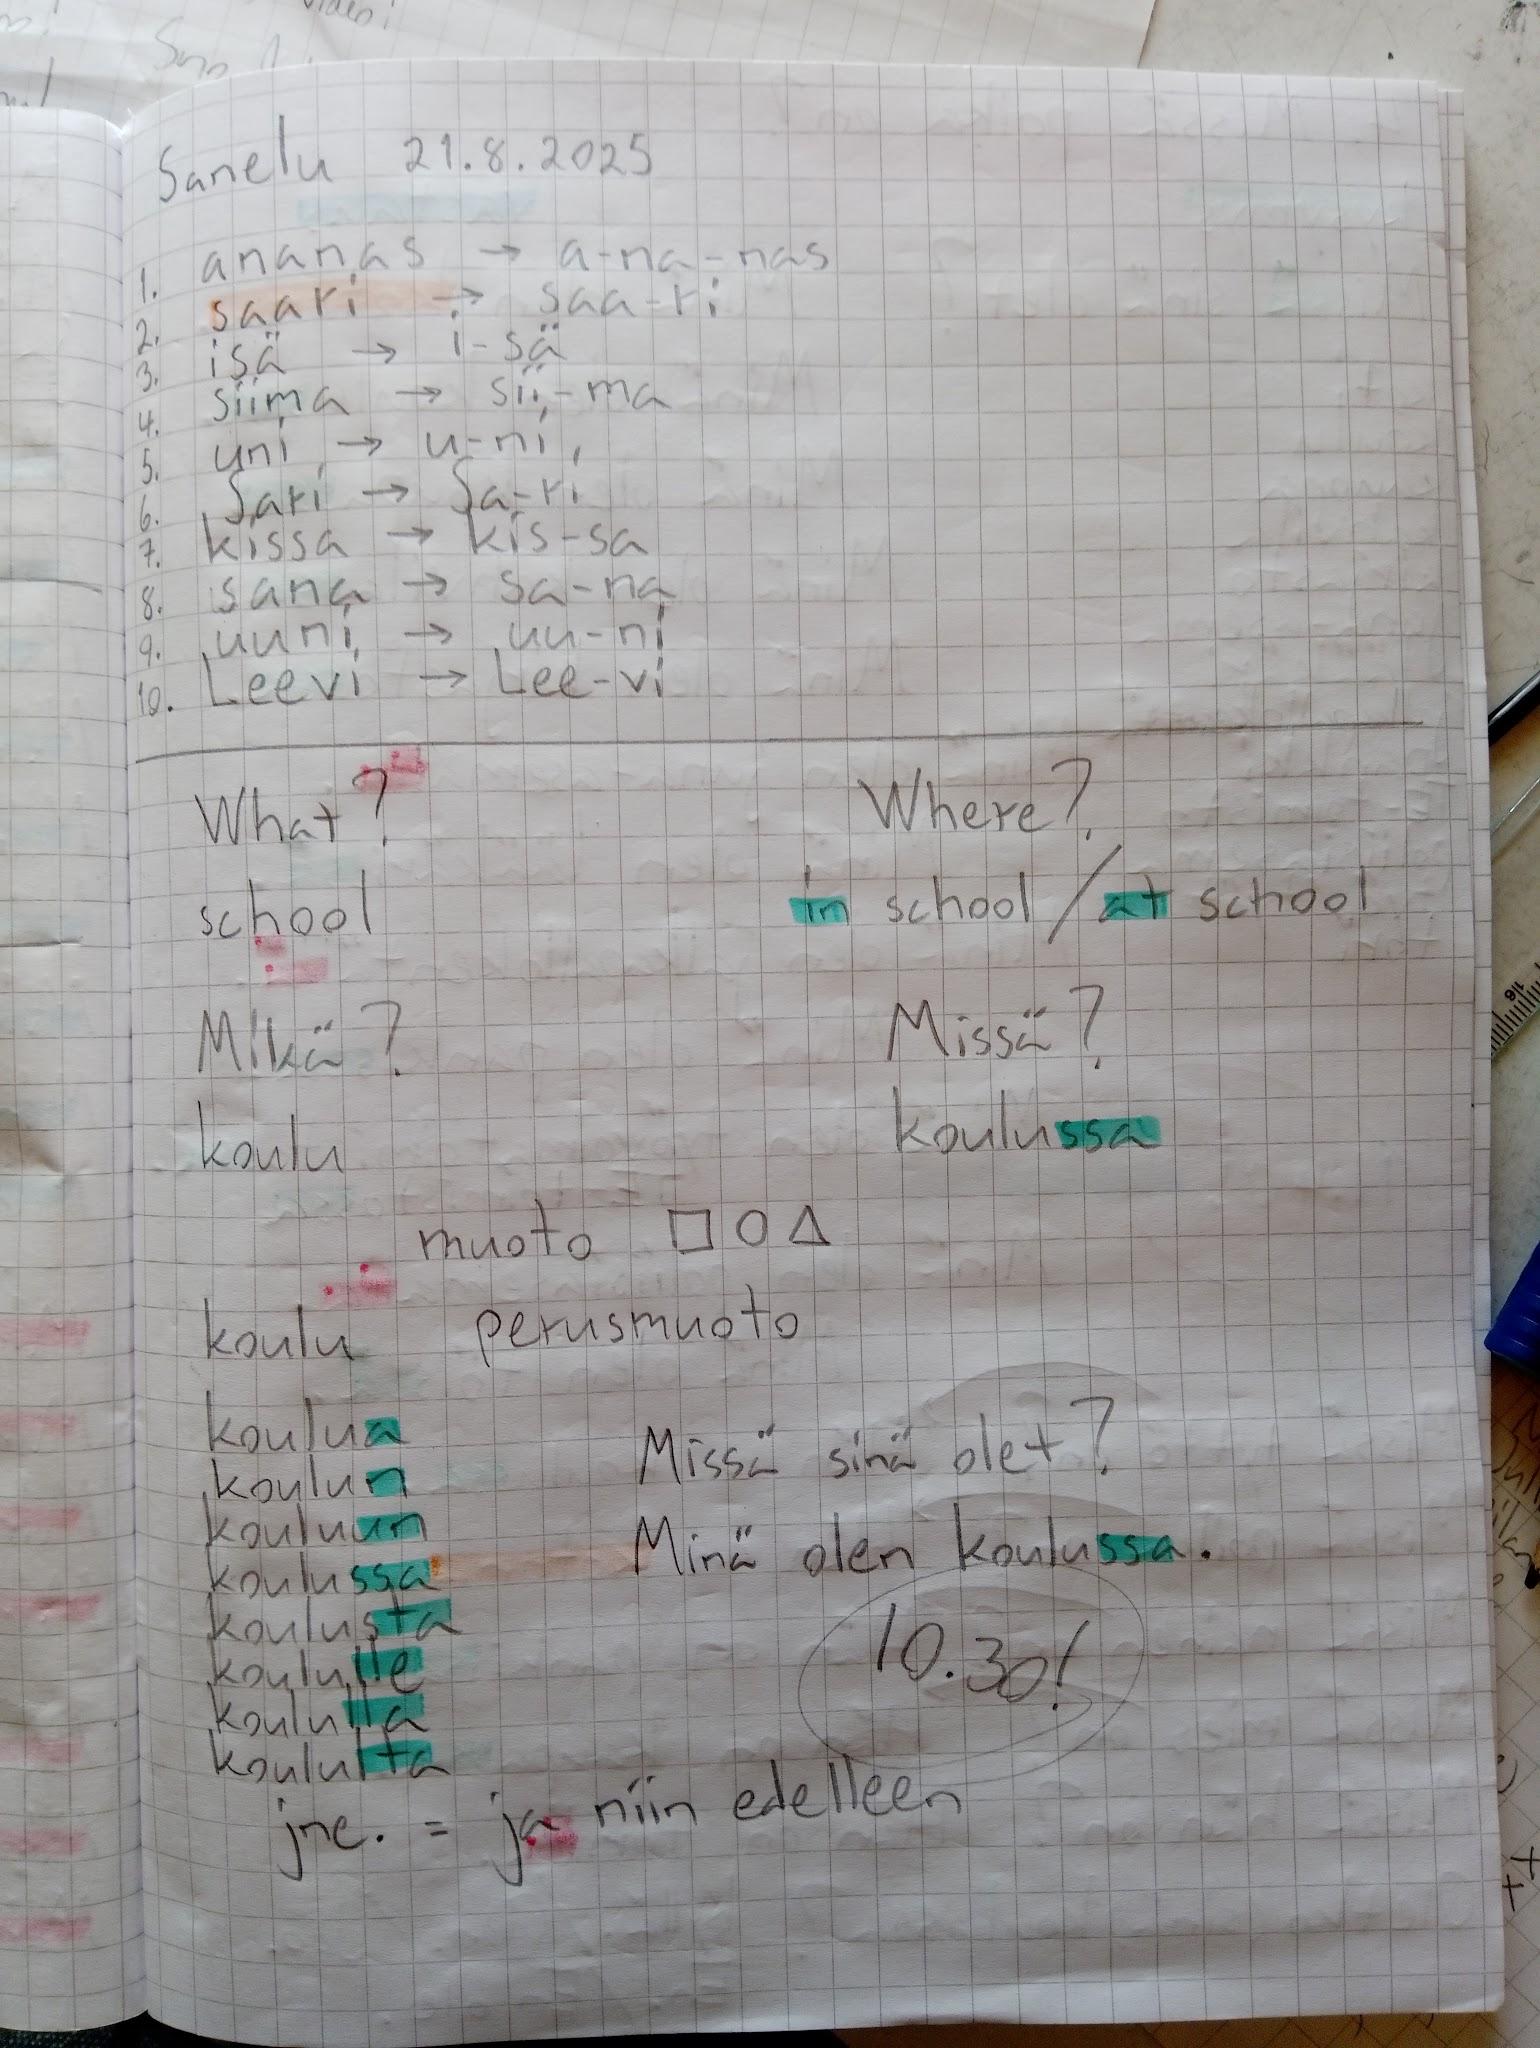 Sanelu 21.8.2025
1. ananas → a-na-nas
2. saari → saa-ri
3. isä → i-sä
4. siima → sii-ma
5. uni → u-ni
6. Sari → Sa-ri
7. kissa → kis-sa
8. sana → sa-na
9. uuni → uu-ni
10. Leevi → Lee-vi
What? Where?
school in school / at school
Mikä? Missä?
koulu koulussa
muoto □ ○ △
koulu perusmuoto
koulua Missä sinä olet?
koulun
kouluun Minä olen koulussa.
koulussa
koulusta 10.30!
koululle
koululla
koululta
jne. = ja niin edelleen